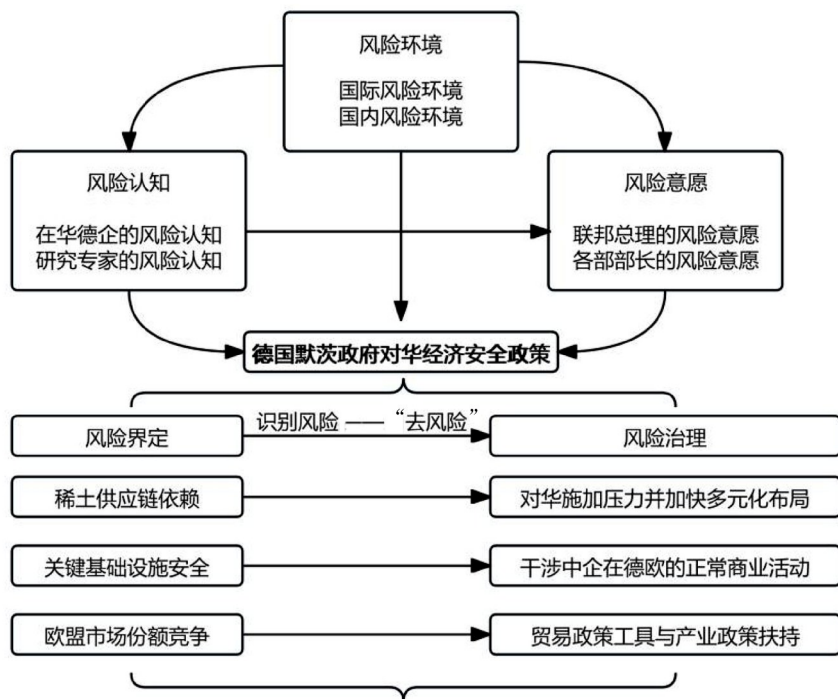 风险环境
国际风险环境
国内风险环境
风险认知
在华德企的风险认知
研究专家的风险认知
风险意愿
联邦总理的风险意愿
各部部长的风险意愿
德国默茨政府对华经济安全政策
风险界定
识别风险 ——“去风险”
风险治理
稀土供应链依赖
对华施加压力并加快多元化布局
关键基础设施安全
干涉中企在德欧的正常商业活动
欧盟市场份额竞争
贸易政策工具与产业政策扶持